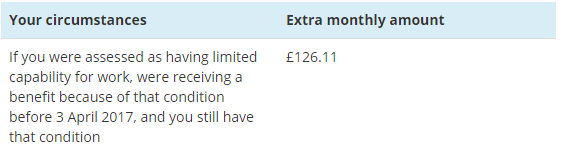 Your circumstances Extra monthly amount
If you were assessed as having limited £126.11
capability for work, were receiving a
benefit because of that condition
before 3 April 2017, and you still have
that condition